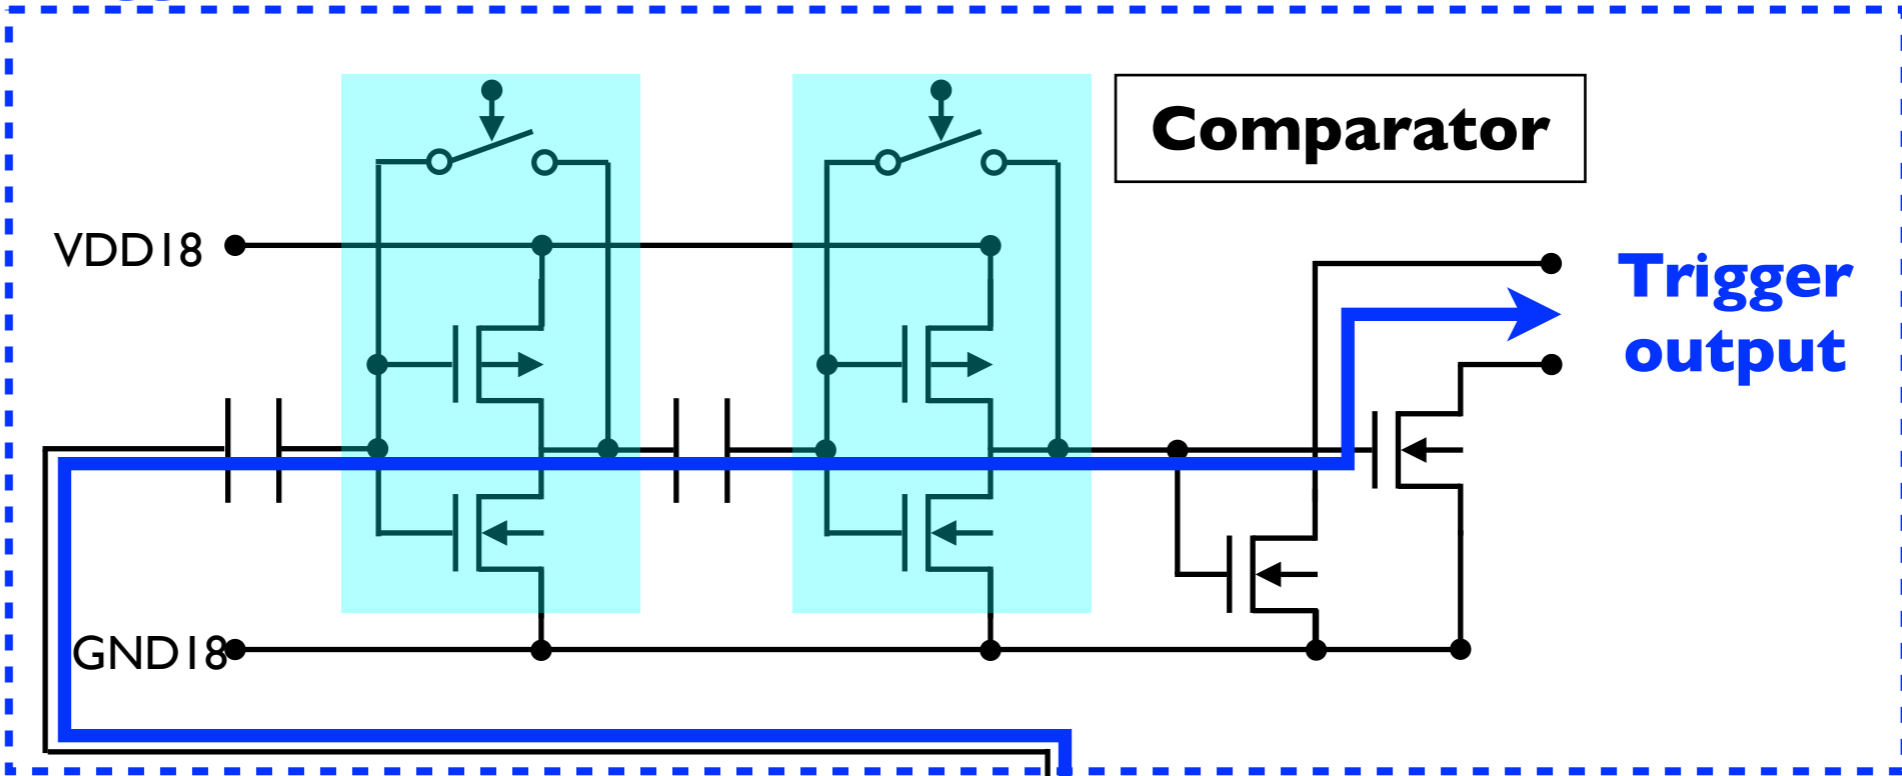 Comparator
VDD18
Trigger
output
GND18